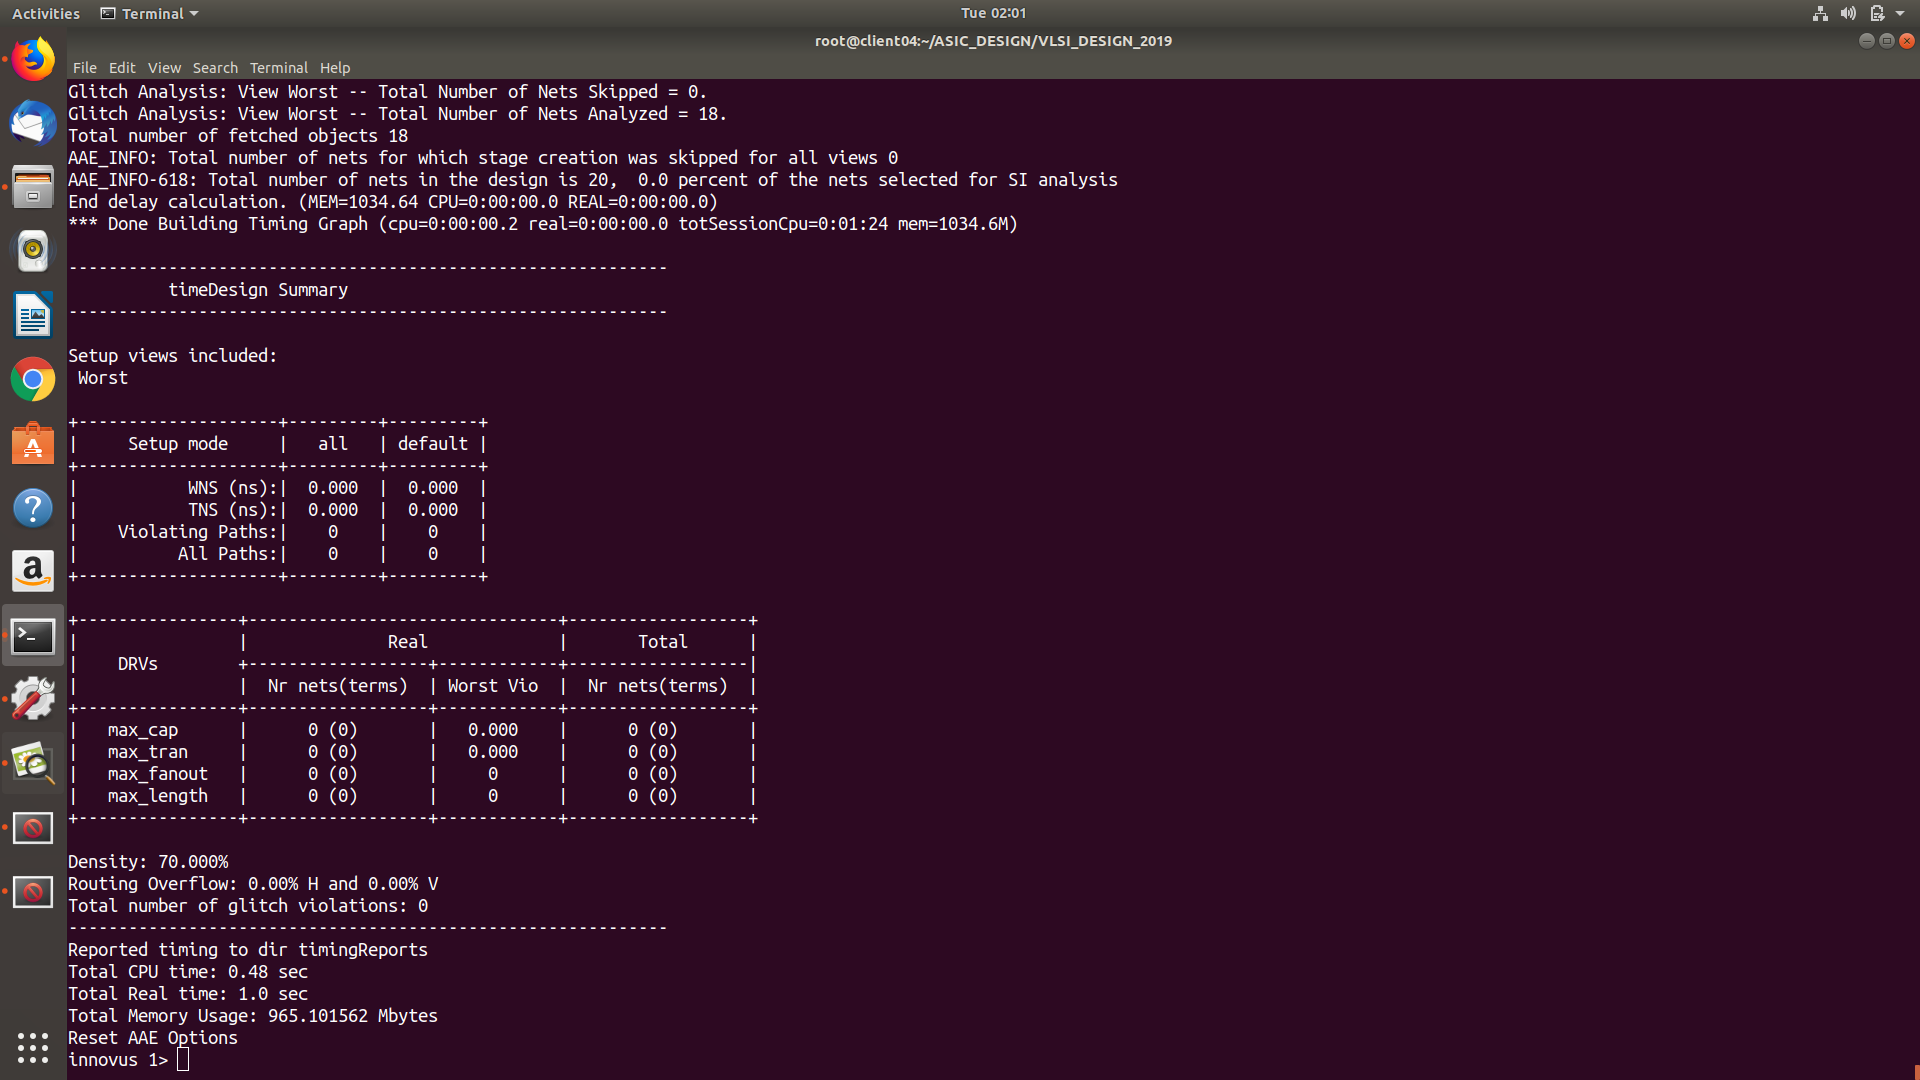 Activities Terminal Tue 02:01
root@client04:~/ASIC_DESIGN/VLSI_DESIGN_2019
File Edit View Search Terminal Help
Glitch Analysis: View Worst -- Total Number of Nets Skipped = 0.
Glitch Analysis: View Worst -- Total Number of Nets Analyzed = 18.
Total number of fetched objects 18
AAE_INFO: Total number of nets for which stage creation was skipped for all views 0
AAE_INFO-618: Total number of nets in the design is 20,  0.0 percent of the nets selected for SI analysis
End delay calculation. (MEM=1034.64 CPU=0:00:00.0 REAL=0:00:00.0)
*** Done Building Timing Graph (cpu=0:00:00.2 real=0:00:00.0 totSessionCpu=0:01:24 mem=1034.6M)

------------------------------------------------------------
          timeDesign Summary
------------------------------------------------------------

Setup views included:
 Worst

+--------------------+---------+---------+
|     Setup mode     |   all   | default |
+--------------------+---------+---------+
|           WNS (ns):|  0.000  |  0.000  |
|           TNS (ns):|  0.000  |  0.000  |
|    Violating Paths:|    0    |    0    |
|          All Paths:|    0    |    0    |
+--------------------+---------+---------+

+----------------+-------------------------------+------------------+
|                |              Real             |       Total      |
|    DRVs        +------------------+------------+------------------|
|                |  Nr nets(terms)  | Worst Vio  |  Nr nets(terms)  |
+----------------+------------------+------------+------------------+
|   max_cap      |      0 (0)       |   0.000    |      0 (0)       |
|   max_tran     |      0 (0)       |   0.000    |      0 (0)       |
|   max_fanout   |      0 (0)       |     0      |      0 (0)       |
|   max_length   |      0 (0)       |     0      |      0 (0)       |
+----------------+------------------+------------+------------------+

Density: 70.000%
Routing Overflow: 0.00% H and 0.00% V
Total number of glitch violations: 0
------------------------------------------------------------
Reported timing to dir timingReports
Total CPU time: 0.48 sec
Total Real time: 1.0 sec
Total Memory Usage: 965.101562 Mbytes
Reset AAE Options
innovus 1>